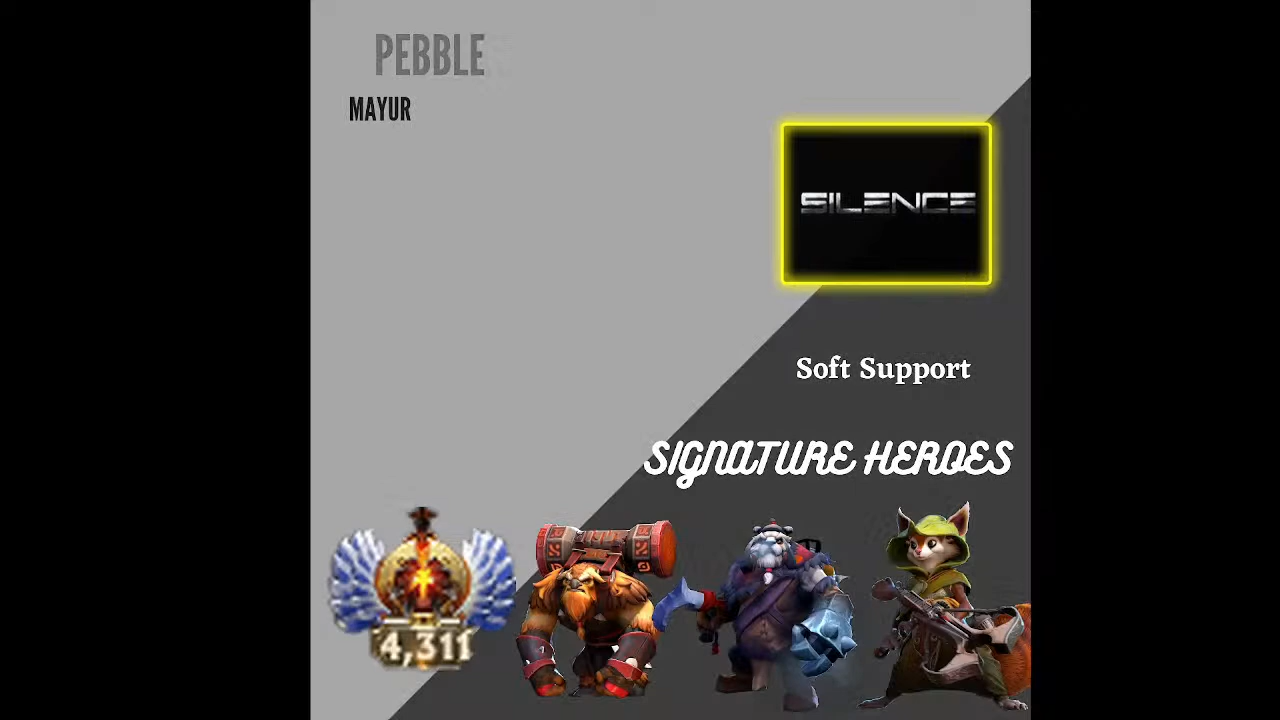 PEBBLE
MAYUR
SILENCE
Soft Support
SIGNATURE HEROES
4,311